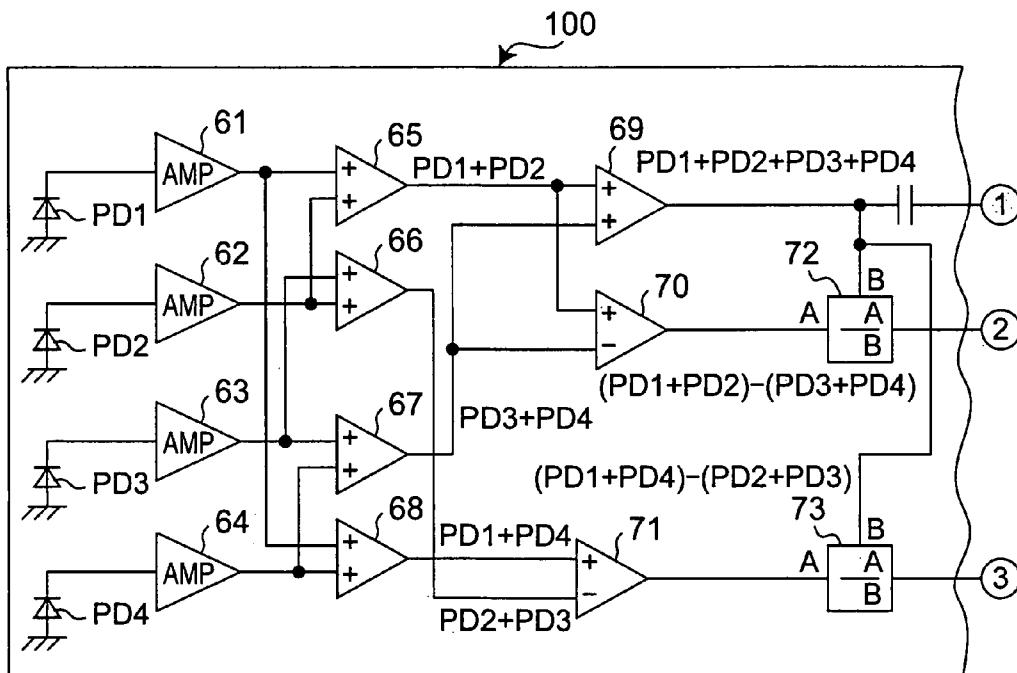 100
61
AMP
PD1
65
+
+
PD1+PD2
69
+
+
PD1+PD2+PD3+PD4
1
62
AMP
PD2
66
+
+
70
+
−
(PD1+PD2)−(PD3+PD4)
72
B
A
A
B
2
63
AMP
PD3
67
+
+
PD3+PD4
(PD1+PD4)−(PD2+PD3)
64
AMP
PD4
68
+
+
PD1+PD4
PD2+PD3
71
+
−
73
B
A
A
B
3